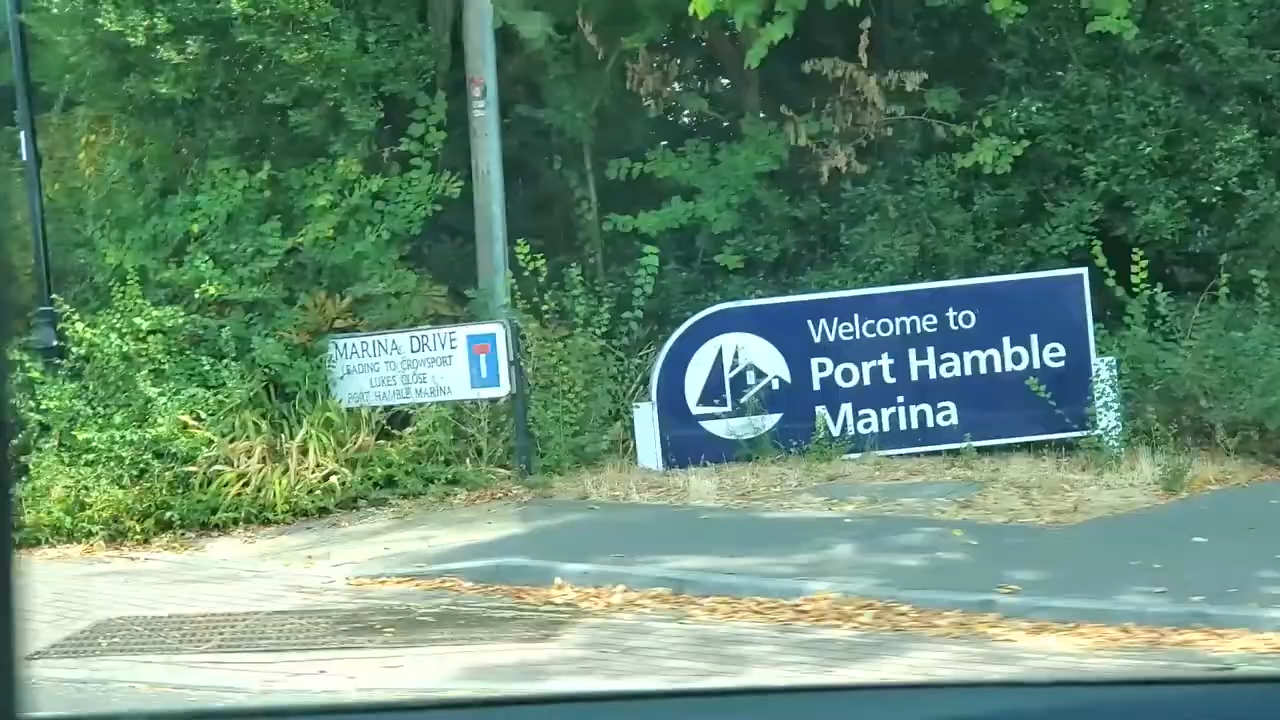 MARINA DRIVE
LEADING TO CROWSPORT
LUKES CLOSE
PORT HAMBLE MARINA
Welcome to
Port Hamble
Marina